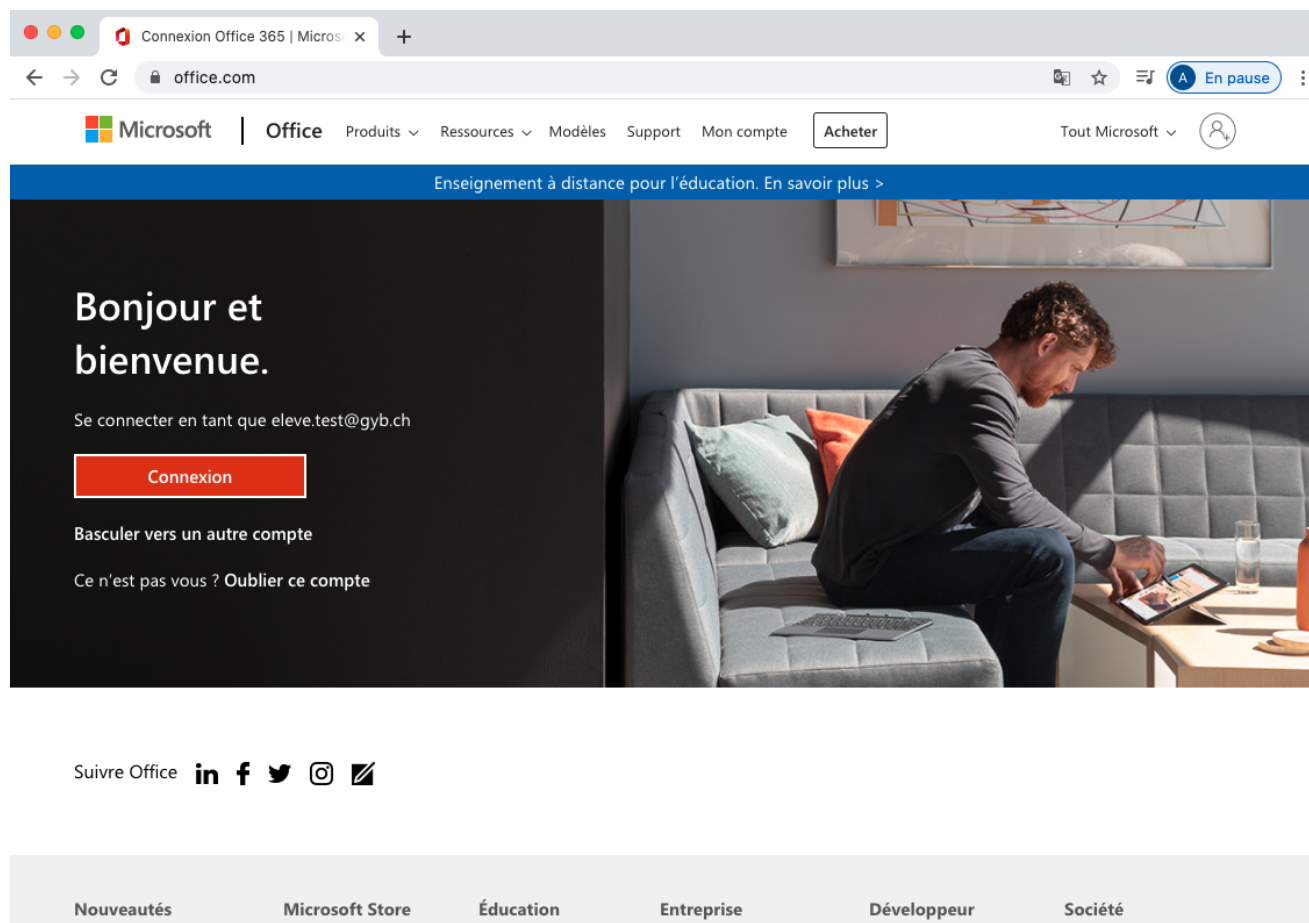 Connexion Office 365 | Micros
office.com
A En pause
Microsoft | Office Produits Ressources Modèles Support Mon compte Acheter Tout Microsoft
Enseignement à distance pour l'éducation. En savoir plus >
Bonjour et
bienvenue.
Se connecter en tant que eleve.test@gyb.ch
Connexion
Basculer vers un autre compte
Ce n'est pas vous ? Oublier ce compte
Suivre Office
Nouveautés Microsoft Store Éducation Entreprise Développeur Société